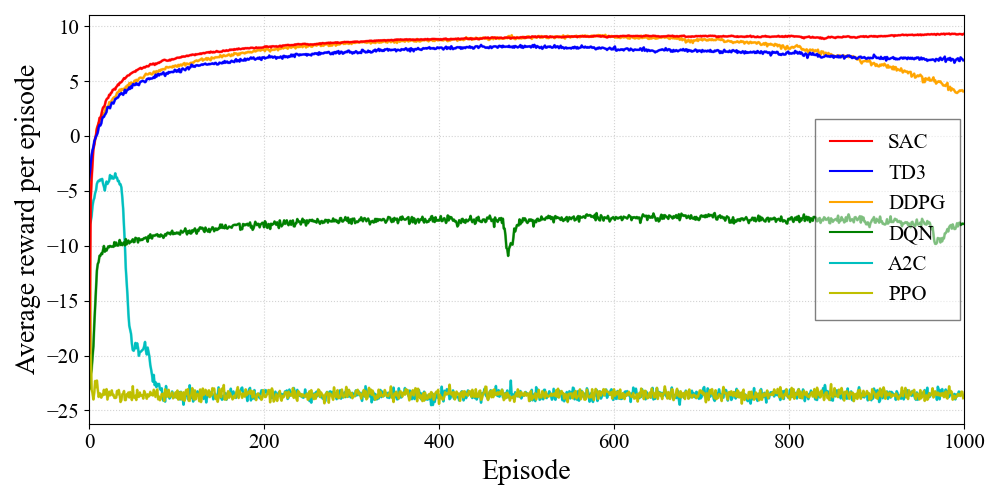 Average reward per episode
10
5
0
−5
−10
−15
−20
−25
SAC
TD3
DDPG
DQN
A2C
PPO
0 200 400 600 800 1000
Episode